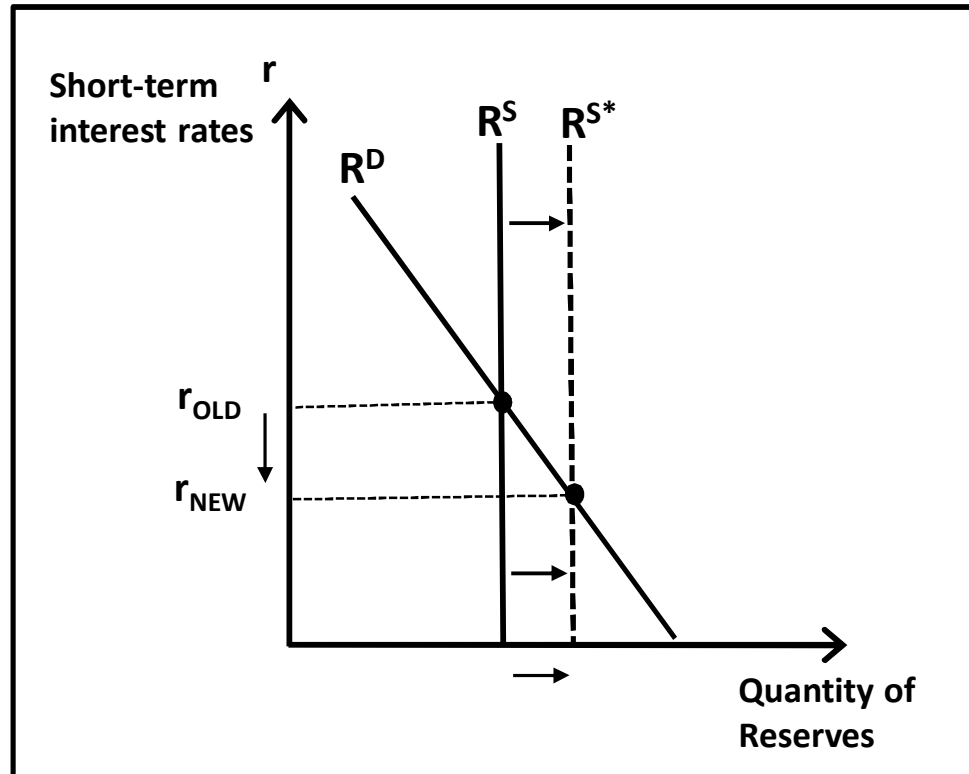 Short-term
interest rates
r
R^S
R^S*
R^D
r_OLD
r_NEW
Quantity of
Reserves